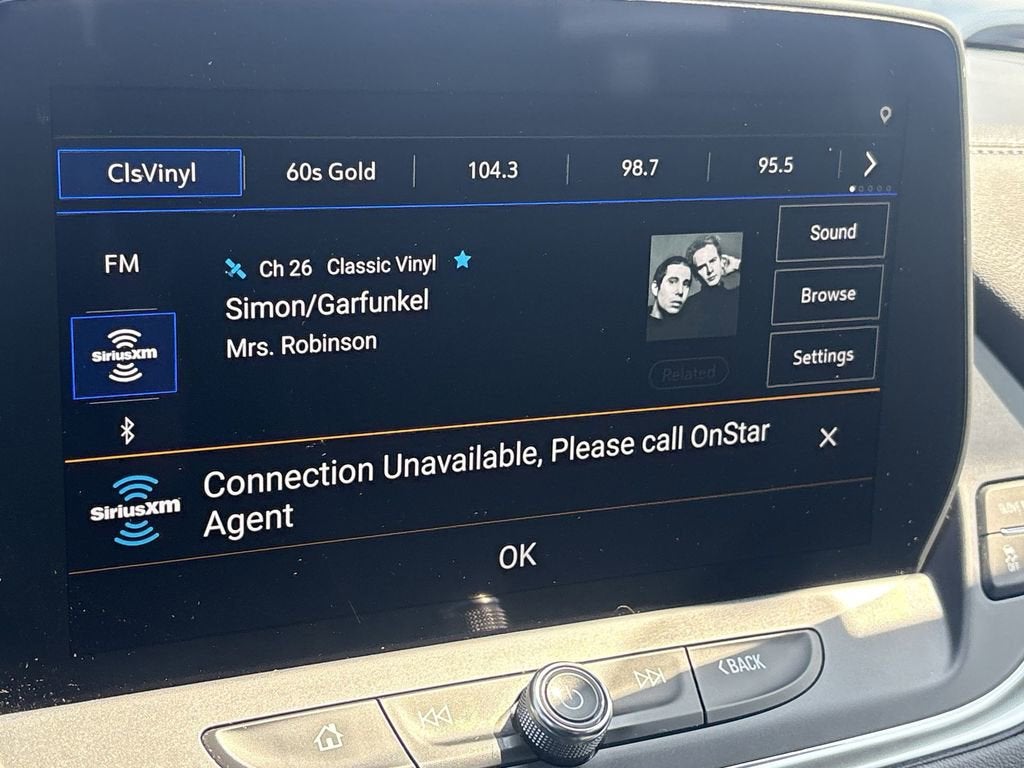 ClsVinyl 60s Gold 104.3 98.7 95.5
FM
Ch 26 Classic Vinyl
Simon/Garfunkel
Mrs. Robinson
Sound
Browse
Settings
Related
SiriusXm
SiriusXm
Connection Unavailable, Please call OnStar
Agent
OK
BACK
OFF